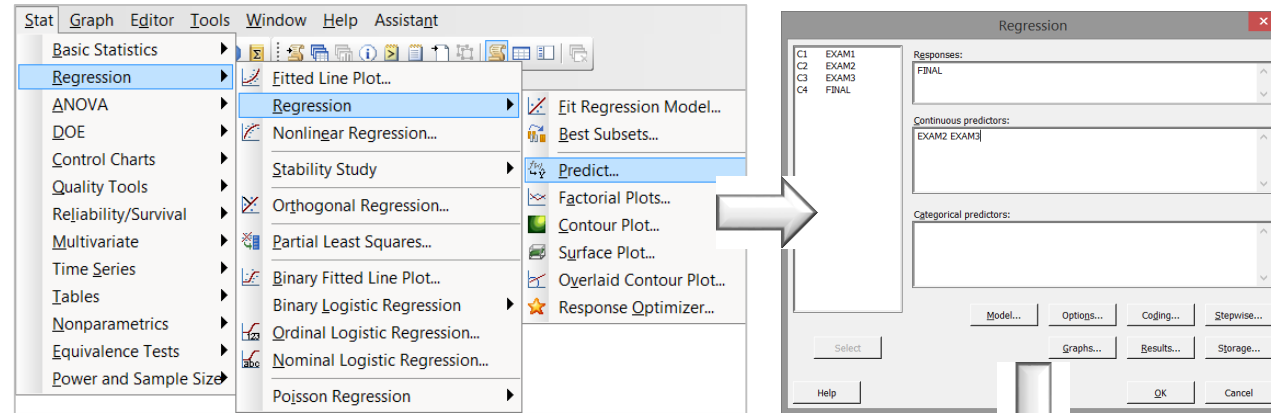 Stat Graph Editor Tools Window Help Assistant
Basic Statistics
Regression
ANOVA
DOE
Control Charts
Quality Tools
Reliability/Survival
Multivariate
Time Series
Tables
Nonparametrics
Equivalence Tests
Power and Sample Size
Fitted Line Plot...
Regression
Nonlinear Regression...
Stability Study
Orthogonal Regression...
Partial Least Squares...
Binary Fitted Line Plot...
Binary Logistic Regression
Ordinal Logistic Regression...
Nominal Logistic Regression...
Poisson Regression
Fit Regression Model...
Best Subsets...
Predict...
Factorial Plots...
Contour Plot...
Surface Plot...
Overlaid Contour Plot...
Response Optimizer...
Regression
C1 EXAM1
C2 EXAM2
C3 EXAM3
C4 FINAL
Responses:
FINAL
Continuous predictors:
EXAM2 EXAM3
Categorical predictors:
Model... Options... Coding... Stepwise...
Select Graphs... Results... Storage...
Help OK Cancel